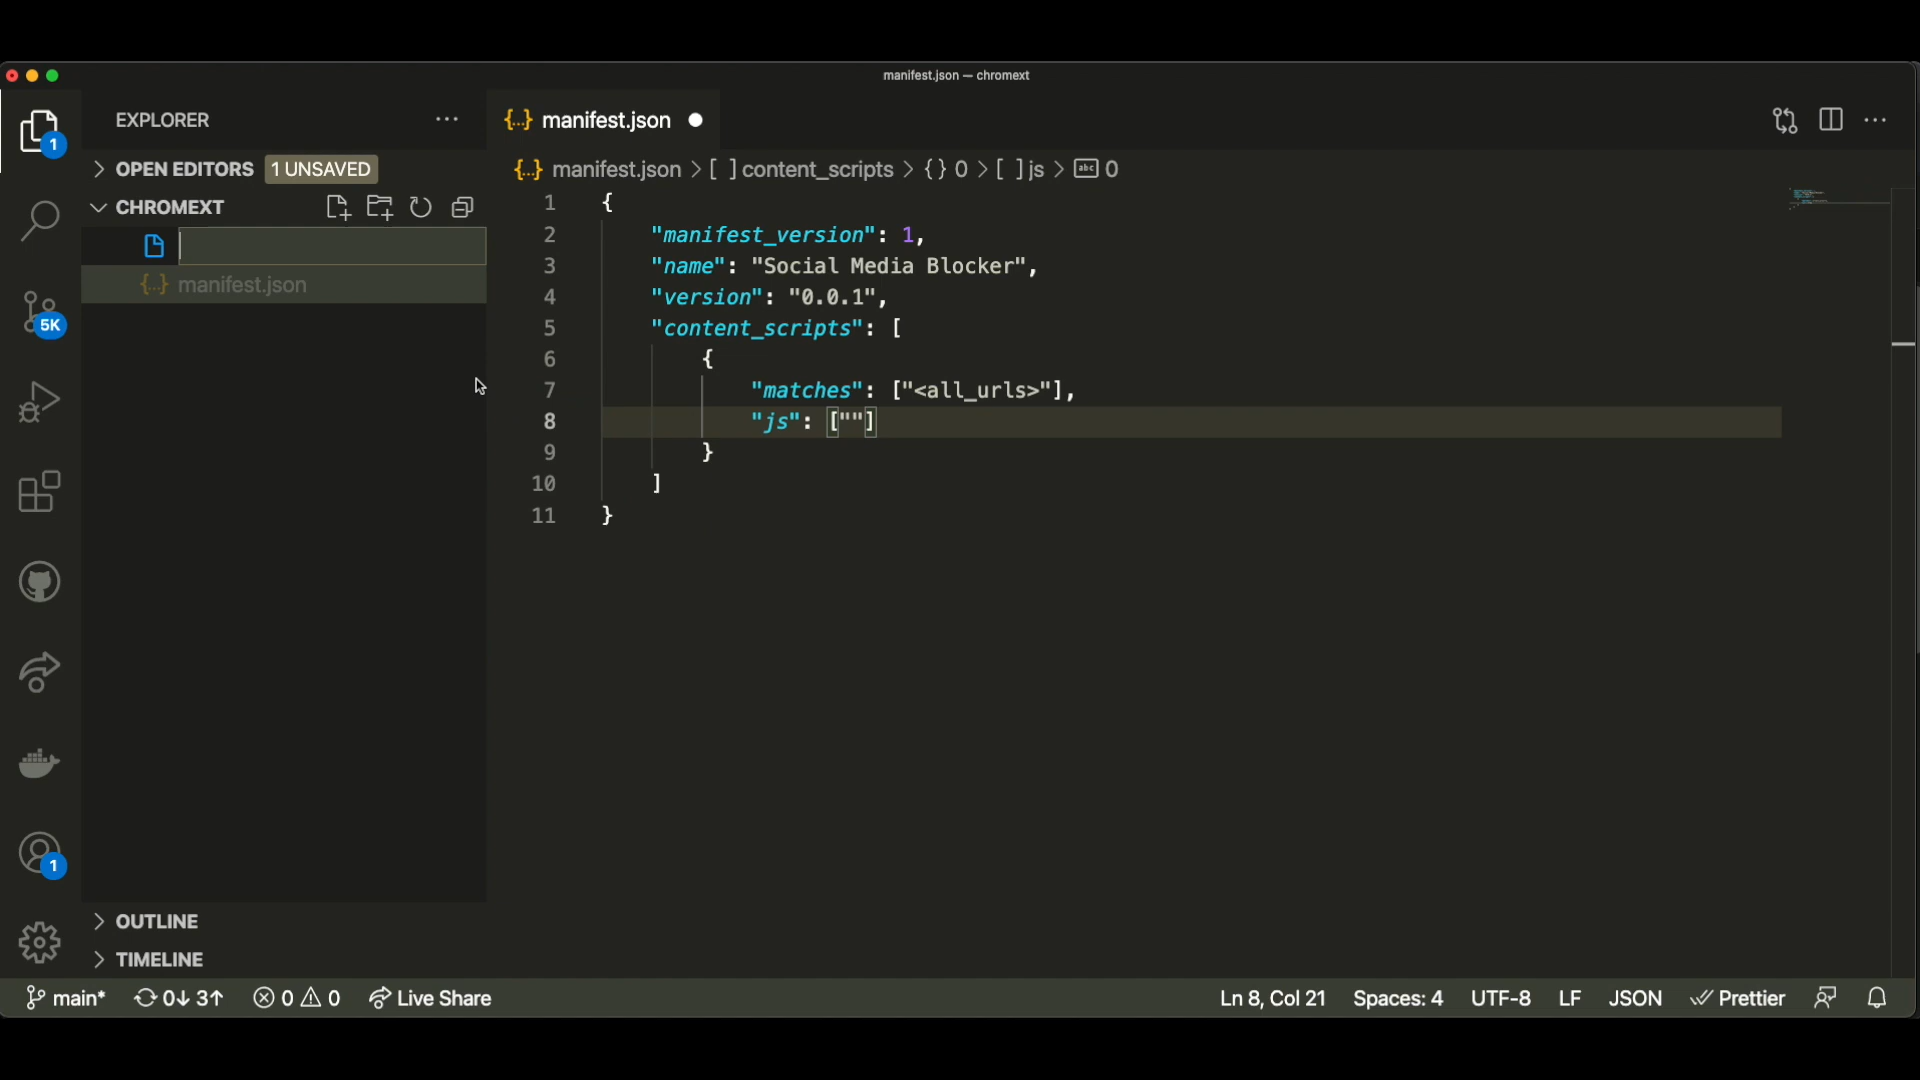 manifest.json — chromext
EXPLORER
{...} manifest.json
1
OPEN EDITORS 1 UNSAVED
{...} manifest.json > [ ] content_scripts > {} 0 > [ ] js > abc 0
CHROMEXT
{...} manifest.json
5K
1 {
2 "manifest_version": 1,
3 "name": "Social Media Blocker",
4 "version": "0.0.1",
5 "content_scripts": [
6 {
7 "matches": ["<all_urls>"],
8 "js": [""]
9 }
10 ]
11 }
1
OUTLINE
TIMELINE
main* 0↓ 3↑ 0 0 Live Share Ln 8, Col 21 Spaces: 4 UTF-8 LF JSON Prettier